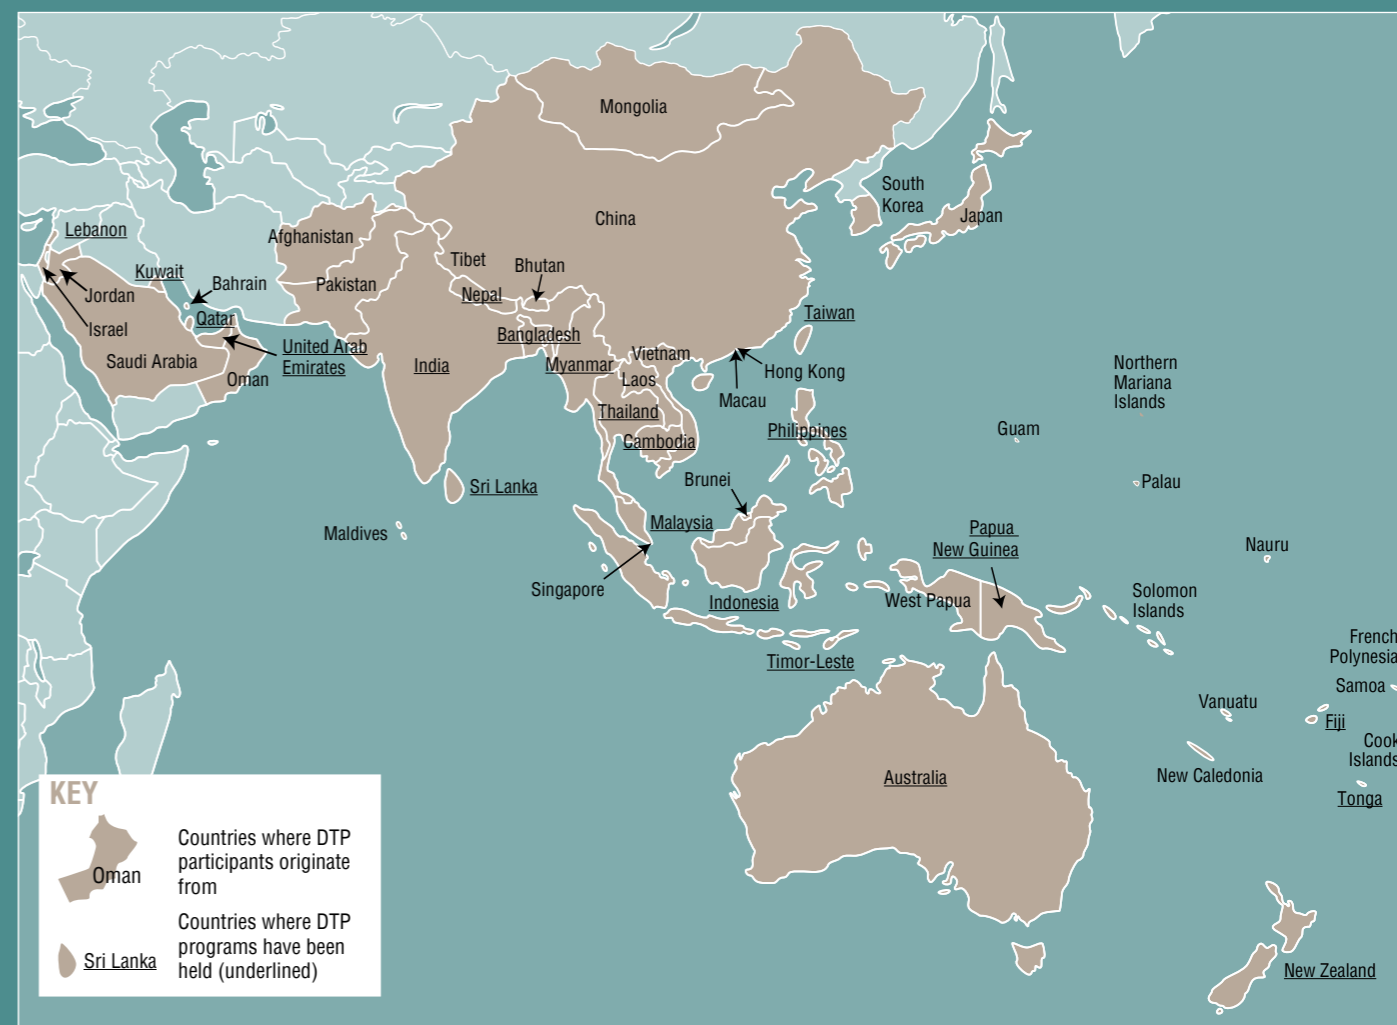 Mongolia
China
South
Korea
Japan
Lebanon
Afghanistan
Tibet
Bhutan
Kuwait
Bahrain
Pakistan
Nepal
Jordan
Qatar
Taiwan
Israel
Bangladesh
United Arab
Emirates
Saudi Arabia
India
Myanmar
Vietnam
Hong Kong
Oman
Laos
Macau
Northern
Mariana
Islands
Thailand
Cambodia
Philippines
Guam
Sri Lanka
Brunei
Palau
Maldives
Malaysia
Papua
New Guinea
Nauru
Singapore
Indonesia
West Papua
Solomon
Islands
Timor-Leste
French
Polynesia
Samoa
Vanuatu
Fiji
Cook
Islands
New Caledonia
Tonga
Australia
New Zealand
KEY
Oman
Countries where DTP
participants originate
from
Sri Lanka
Countries where DTP
programs have been
held (underlined)